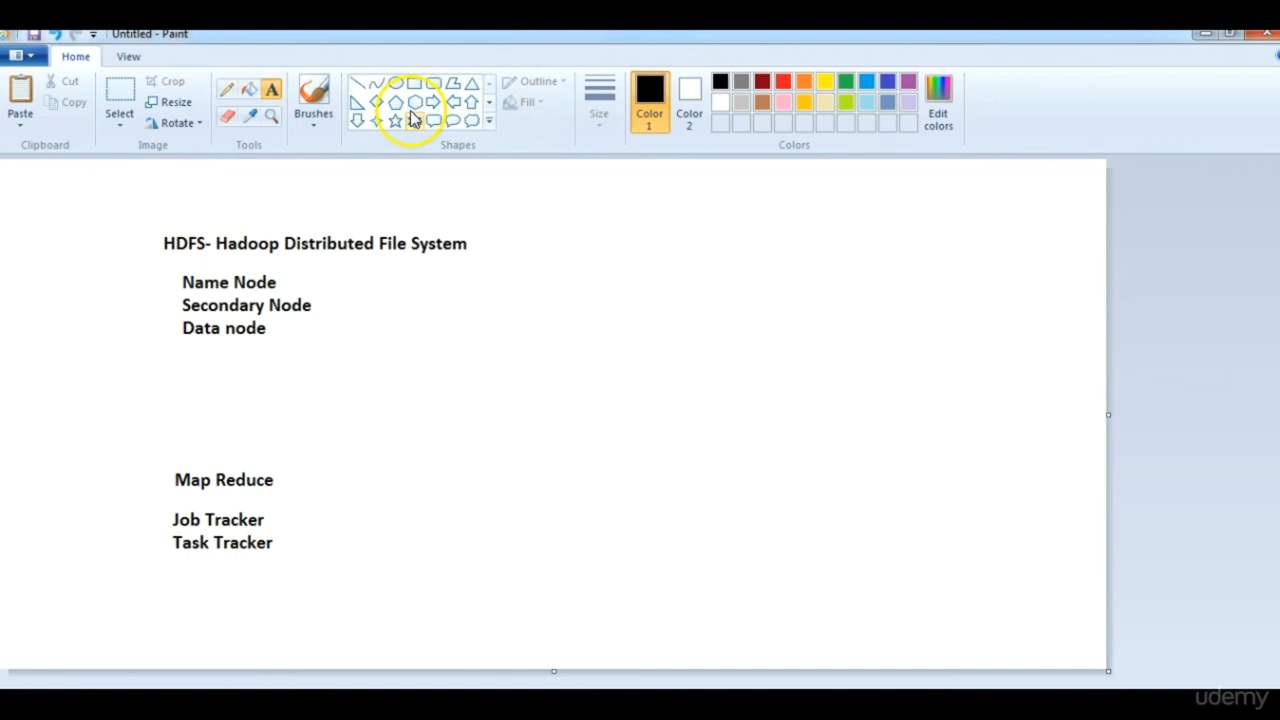 Untitled - Paint
Home View
Paste Cut Copy Select Crop Resize Rotate Brushes Outline Fill Size Color 1 Color 2 Edit colors
Clipboard Image Tools Shapes Colors
HDFS- Hadoop Distributed File System
Name Node
Secondary Node
Data node
Map Reduce
Job Tracker
Task Tracker
udemy